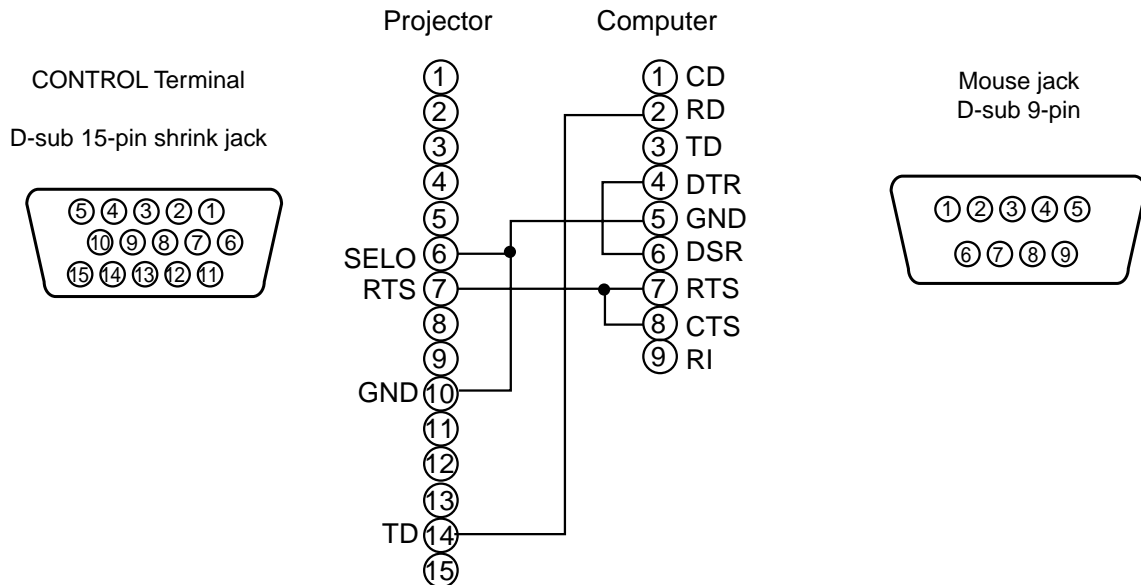 Projector
Computer
CONTROL Terminal
D-sub 15-pin shrink jack
5 4 3 2 1
10 9 8 7 6
15 14 13 12 11
1
2
3
4
5
SELO 6
RTS 7
8
9
GND 10
11
12
13
TD 14
15
1 CD
2 RD
3 TD
4 DTR
5 GND
6 DSR
7 RTS
8 CTS
9 RI
Mouse jack
D-sub 9-pin
1 2 3 4 5
6 7 8 9